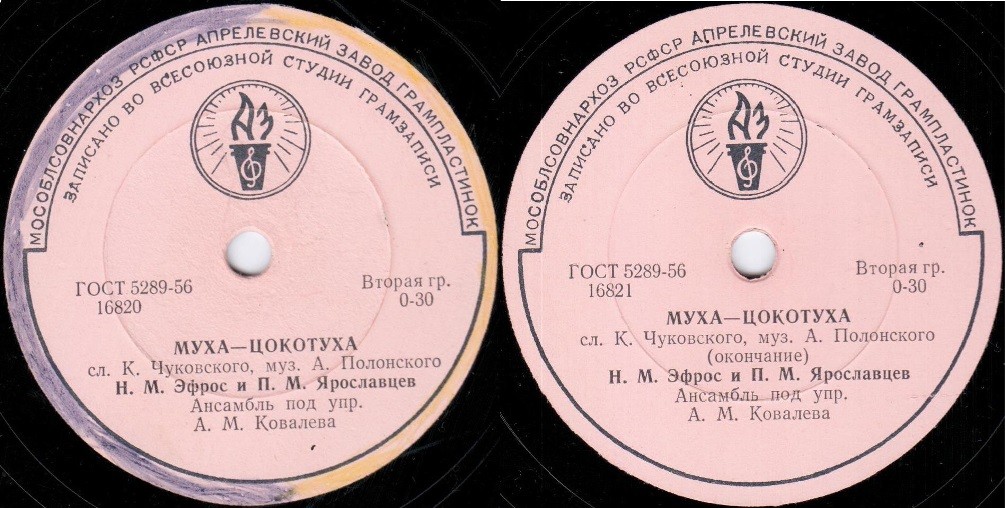 МОСОБЛСОВНАРХОЗ РСФСР АПРЕЛЕВСКИЙ ЗАВОД ГРАМПЛАСТИНОК
ЗАПИСАНО ВО ВСЕСОЮЗНОЙ СТУДИИ ГРАМЗАПИСИ
АЗ
ГОСТ 5289-56
16820
Вторая гр.
0-30
МУХА—ЦОКОТУХА
сл. К. Чуковского, муз. А. Полонского
Н. М. Эфрос и П. М. Ярославцев
Ансамбль под упр.
А. М. Ковалева
МОСОБЛСОВНАРХОЗ РСФСР АПРЕЛЕВСКИЙ ЗАВОД ГРАМПЛАСТИНОК
ЗАПИСАНО ВО ВСЕСОЮЗНОЙ СТУДИИ ГРАМЗАПИСИ
АЗ
ГОСТ 5289-56
16821
Вторая гр.
0-30
МУХА—ЦОКОТУХА
сл. К. Чуковского, муз. А. Полонского
(окончание)
Н. М. Эфрос и П. М. Ярославцев
Ансамбль под упр.
А. М. Ковалева